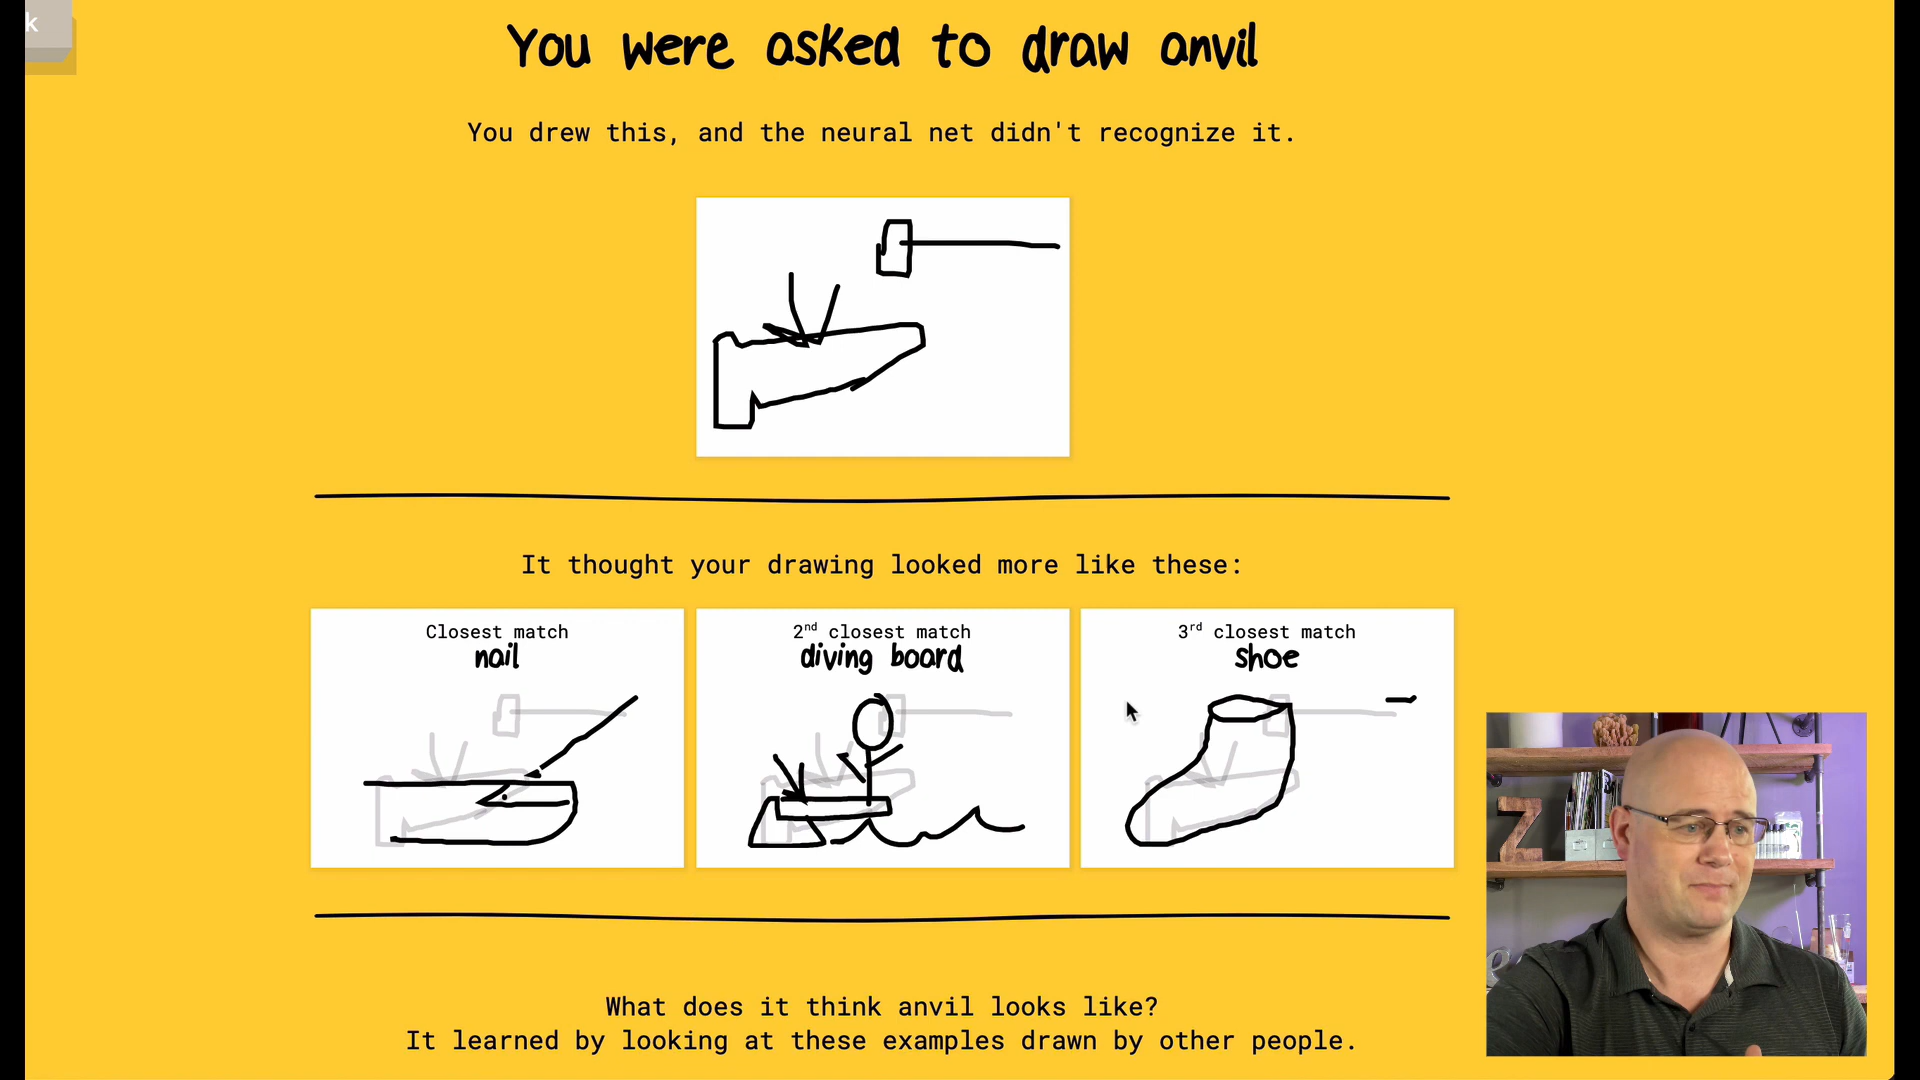 k
You were asked to draw anvil
You drew this, and the neural net didn't recognize it.
It thought your drawing looked more like these:
Closest match
nail
2nd closest match
diving board
3rd closest match
shoe
Z
e
What does it think anvil looks like?
It learned by looking at these examples drawn by other people.